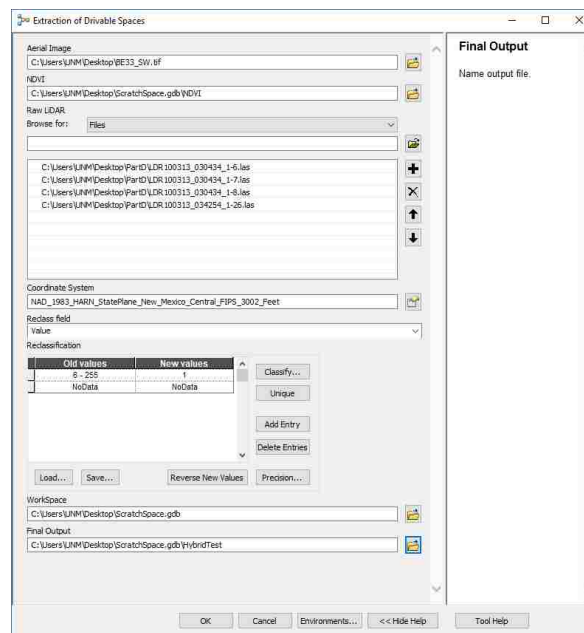 Extraction of Drivable Spaces
Aerial Image
C:\Users\UNM\Desktop\BE33_SW.tif
NDVI
C:\Users\UNM\Desktop\ScratchSpace.gdb\NDVI
Raw LiDAR
Browse for: Files
C:\Users\UNM\Desktop\PartD\LDR100313_030434_1-6.las
C:\Users\UNM\Desktop\PartD\LDR100313_030434_1-7.las
C:\Users\UNM\Desktop\PartD\LDR100313_030434_1-8.las
C:\Users\UNM\Desktop\PartD\LDR100313_034254_1-26.las
Coordinate System
NAD_1983_HARN_StatePlane_New_Mexico_Central_FIPS_3002_Feet
Reclass field
Value
Reclassification
Old values New values
6 - 255 1
NoData NoData
Classify...
Unique
Add Entry
Delete Entries
Load... Save... Reverse New Values Precision...
WorkSpace
C:\Users\UNM\Desktop\ScratchSpace.gdb
Final Output
C:\Users\UNM\Desktop\ScratchSpace.gdb\HybridTest
OK Cancel Environments... << Hide Help Tool Help
Final Output
Name output file.